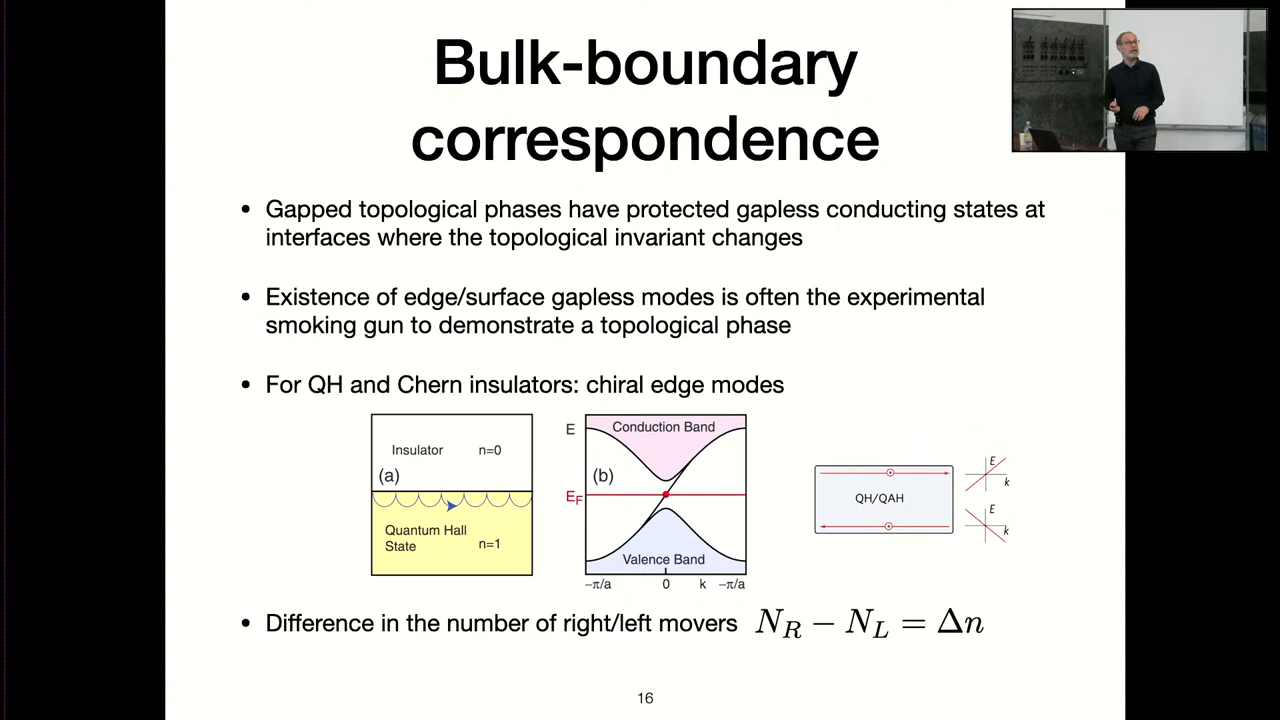 Bulk-boundary
correspondence
• Gapped topological phases have protected gapless conducting states at
interfaces where the topological invariant changes
• Existence of edge/surface gapless modes is often the experimental
smoking gun to demonstrate a topological phase
• For QH and Chern insulators: chiral edge modes
Insulator n=0
(a)
Quantum Hall
State n=1
E
Conduction Band
(b)
E_F
Valence Band
−π/a 0 k −π/a
QH/QAH
E
k
E
k
• Difference in the number of right/left movers N_R − N_L = Δn
16